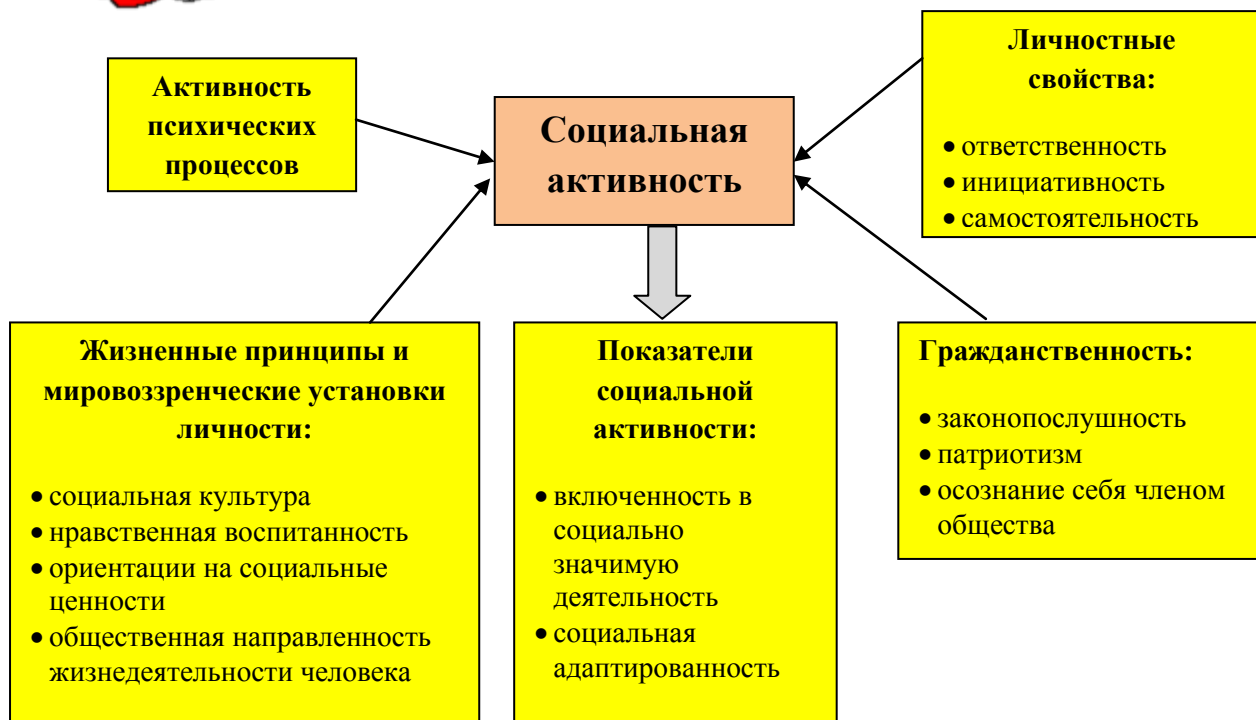 Активность
психических
процессов
Социальная
активность
Личностные
свойства:
• ответственность
• инициативность
• самостоятельность
Жизненные принципы и
мировоззренческие установки
личности:
• социальная культура
• нравственная воспитанность
• ориентации на социальные
ценности
• общественная направленность
жизнедеятельности человека
Показатели
социальной
активности:
• включенность в
социально
значимую
деятельность
• социальная
адаптированность
Гражданственность:
• законопослушность
• патриотизм
• осознание себя членом
общества